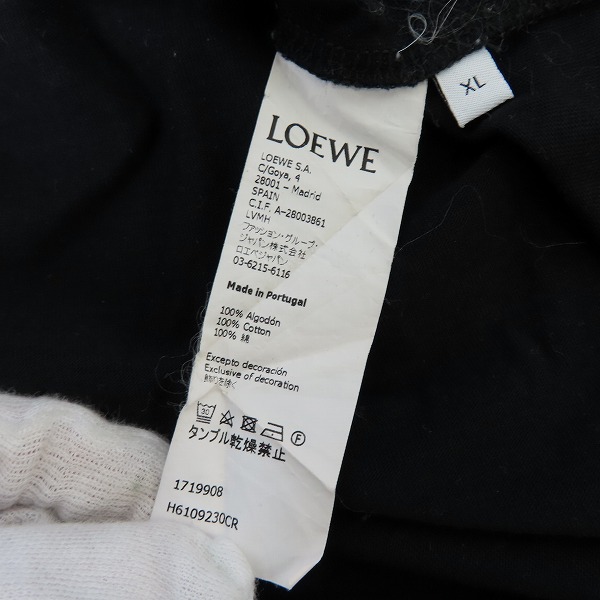 XL
LOEWE
LOEWE S.A.
C/Goya, 4
28001 – Madrid
SPAIN
C.I.F. A-28003861
LVMH
ファッション・グループ・
ジャパン株式会社
ロエベジャパン
03-6215-6116
Made in Portugal
100% Algodón
100% Cotton
100% 綿
Excepto decoración
Exclusive of decoration
飾りを除く
30
F
タンブル乾燥禁止
1719908
H6109230CR